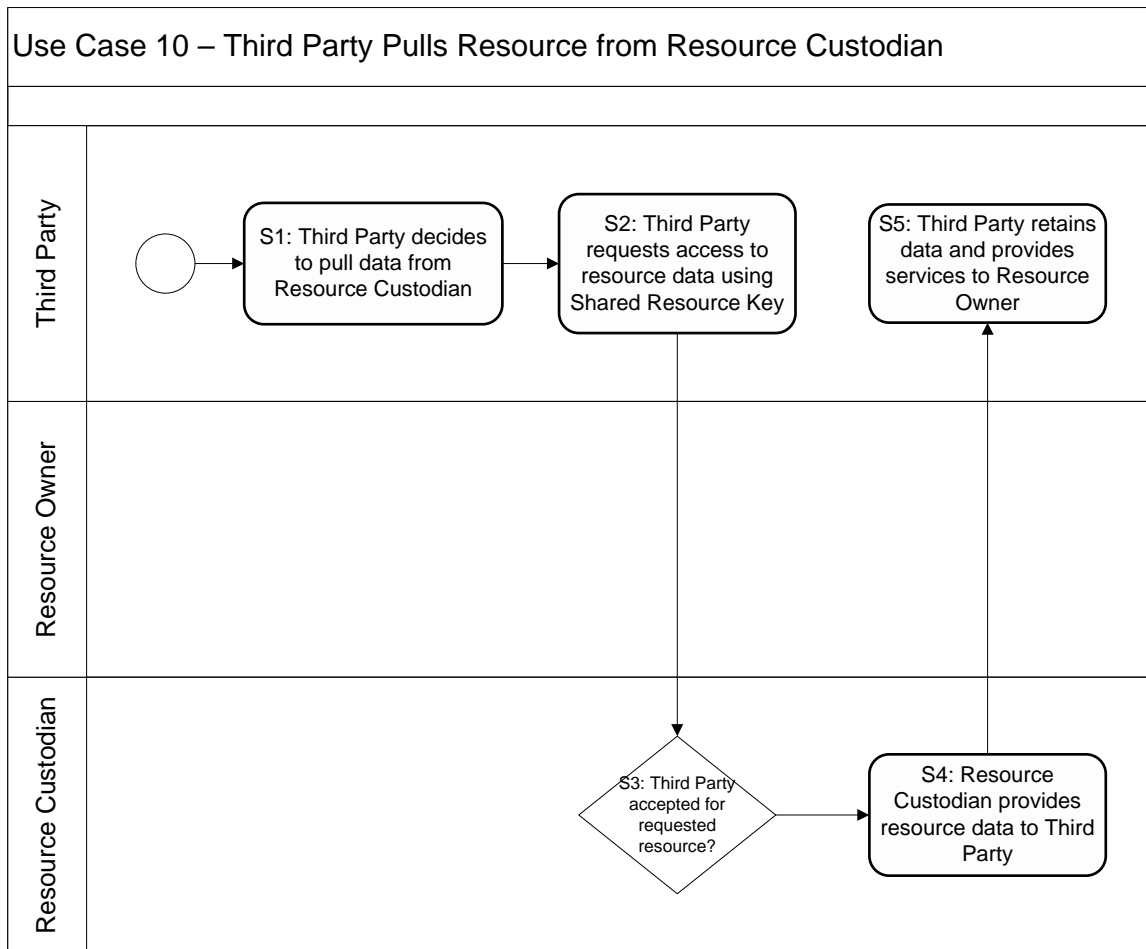 Use Case 10 – Third Party Pulls Resource from Resource Custodian
Third Party
S1: Third Party decides
to pull data from
Resource Custodian
S2: Third Party
requests access to
resource data using
Shared Resource Key
S5: Third Party retains
data and provides
services to Resource
Owner
Resource Owner
Resource Custodian
S3: Third Party
accepted for
requested
resource?
S4: Resource
Custodian provides
resource data to Third
Party